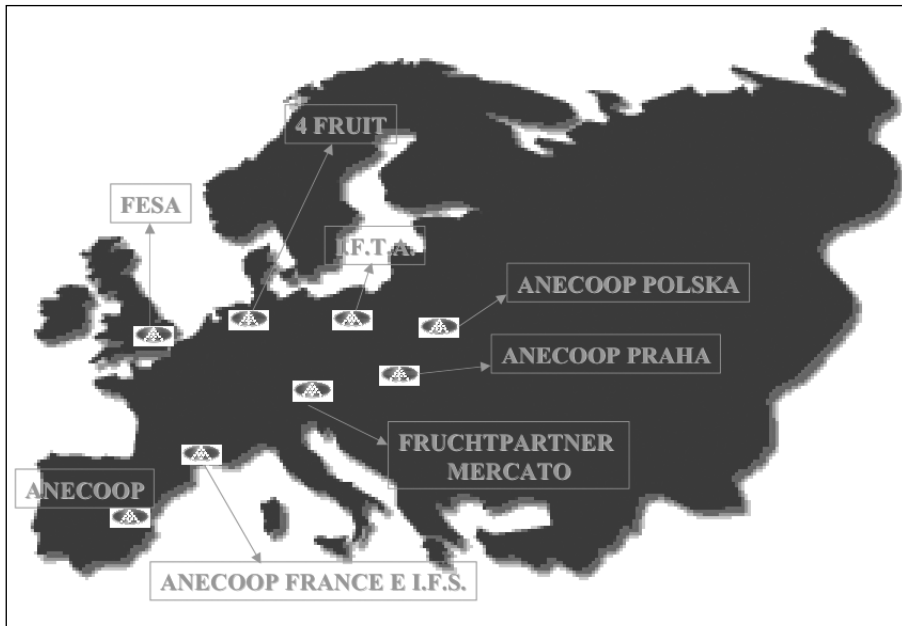 4 FRUIT
FESA
I.F.T.A.
ANECOOP POLSKA
ANECOOP PRAHA
FRUCHTPARTNER
MERCATO
ANECOOP
ANECOOP FRANCE E I.F.S.